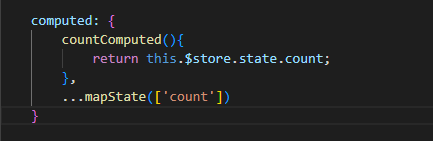 computed: {
    countComputed(){
        return this.$store.state.count;
    },
    ...mapState(['count'])
}